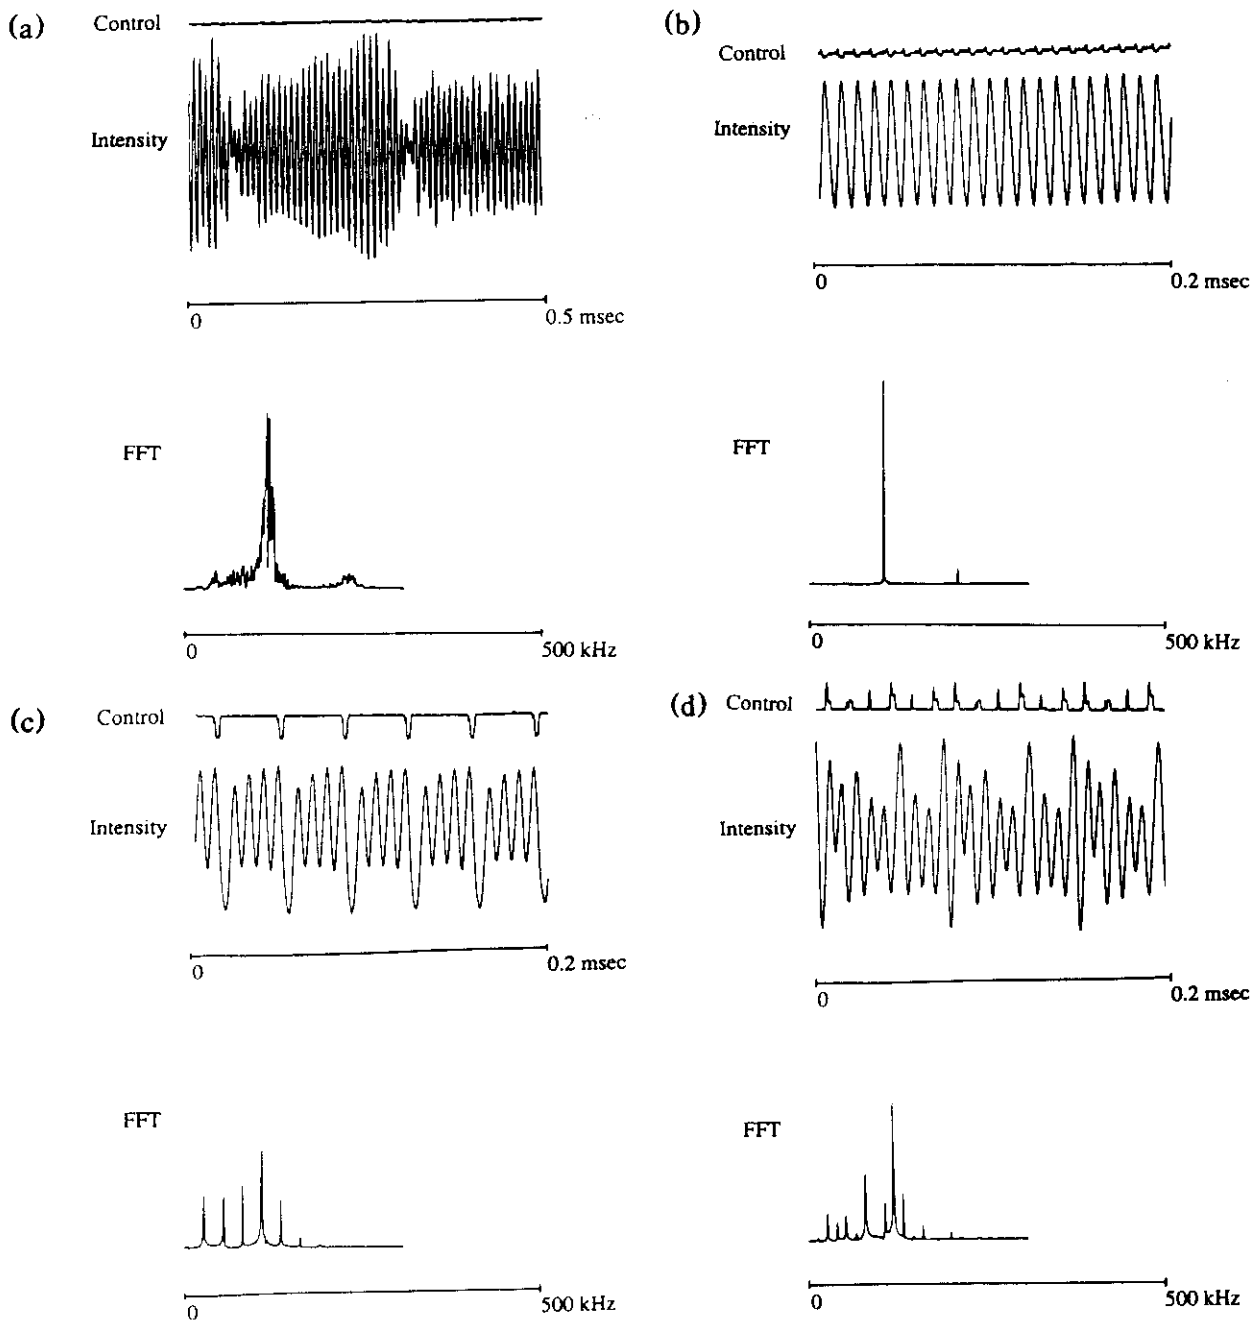 (a)
Control
Intensity
0
0.5 msec
FFT
0
500 kHz
(b)
Control
Intensity
0
0.2 msec
FFT
0
500 kHz
(c)
Control
Intensity
0
0.2 msec
FFT
0
500 kHz
(d)
Control
Intensity
0
0.2 msec
FFT
0
500 kHz